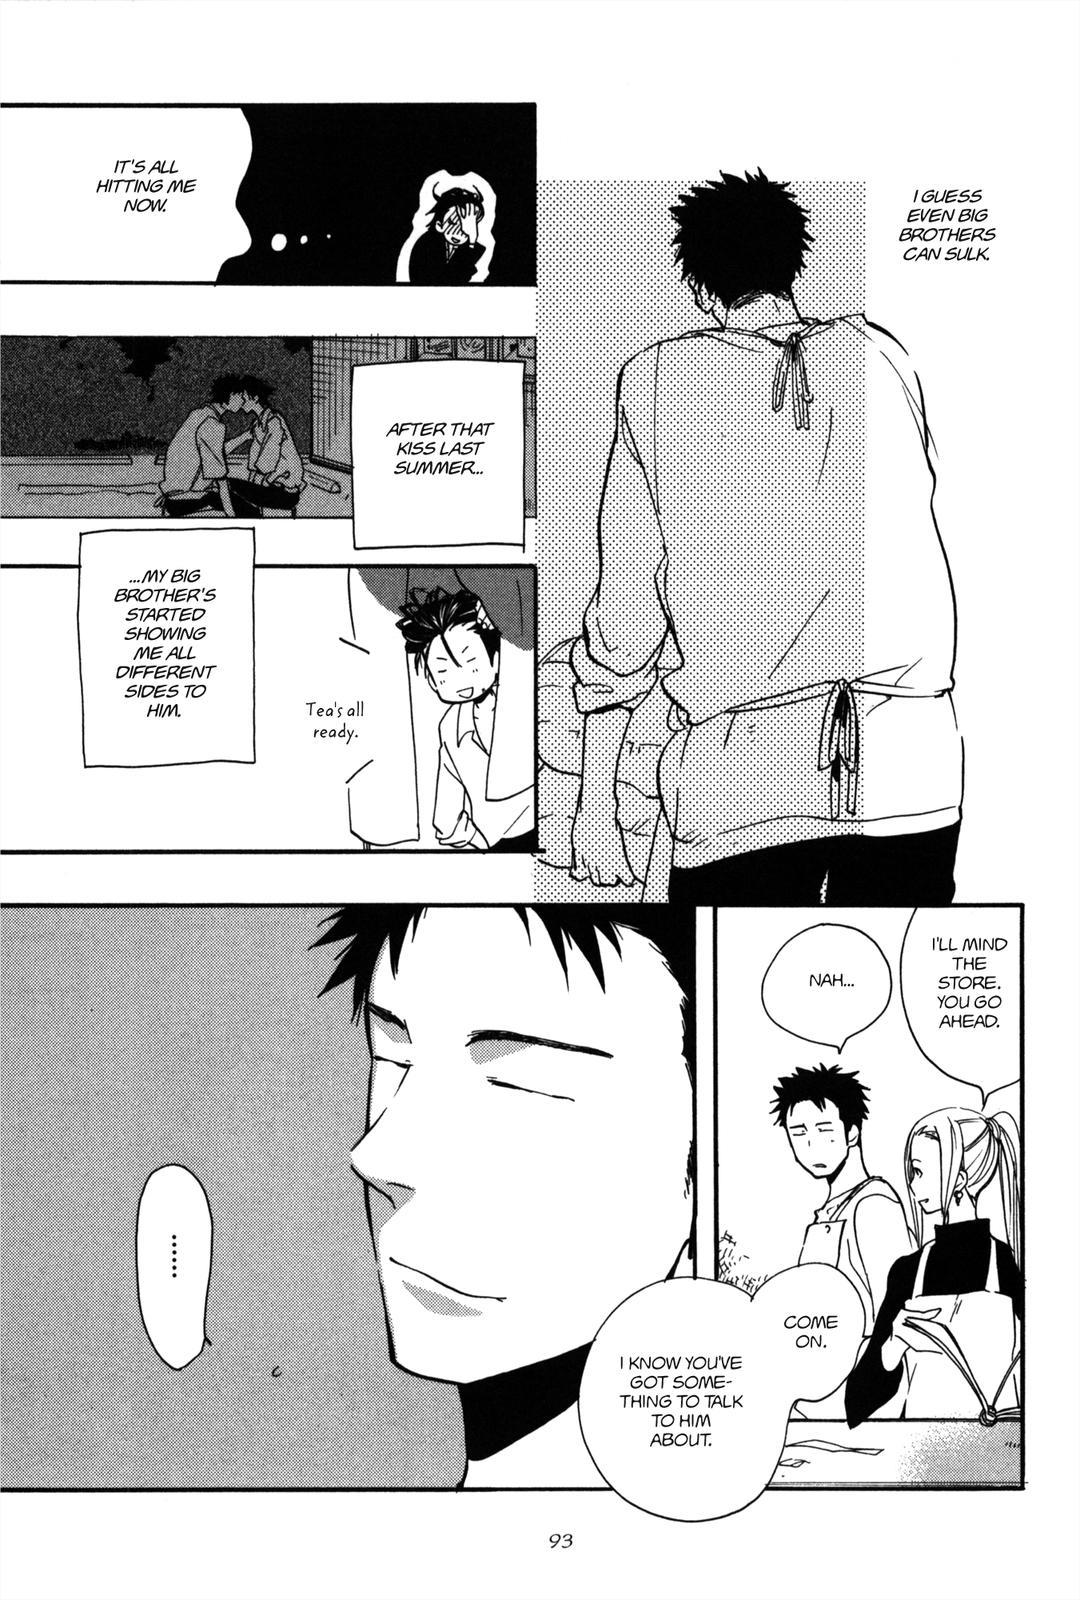 I GUESS
EVEN BIG
BROTHERS
CAN SULK.
IT'S ALL
HITTING ME
NOW.
AFTER THAT
KISS LAST
SUMMER...
...MY BIG
BROTHER'S
STARTED
SHOWING
ME ALL
DIFFERENT
SIDES TO
HIM.
Tea's all
ready.
I'LL MIND
THE
STORE.
YOU GO
AHEAD.
NAH...
COME
ON.
I KNOW YOU'VE
GOT SOME-
THING TO TALK
TO HIM
ABOUT.
.......
93